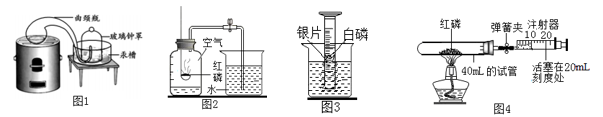 曲颈瓶
玻璃钟罩
汞槽
图1
空气
红磷
水
图2
银片
白磷
图3
红磷
弹蓄夹
注射器
10 20
40mL的试管
活塞在20mL
刻度处
图4